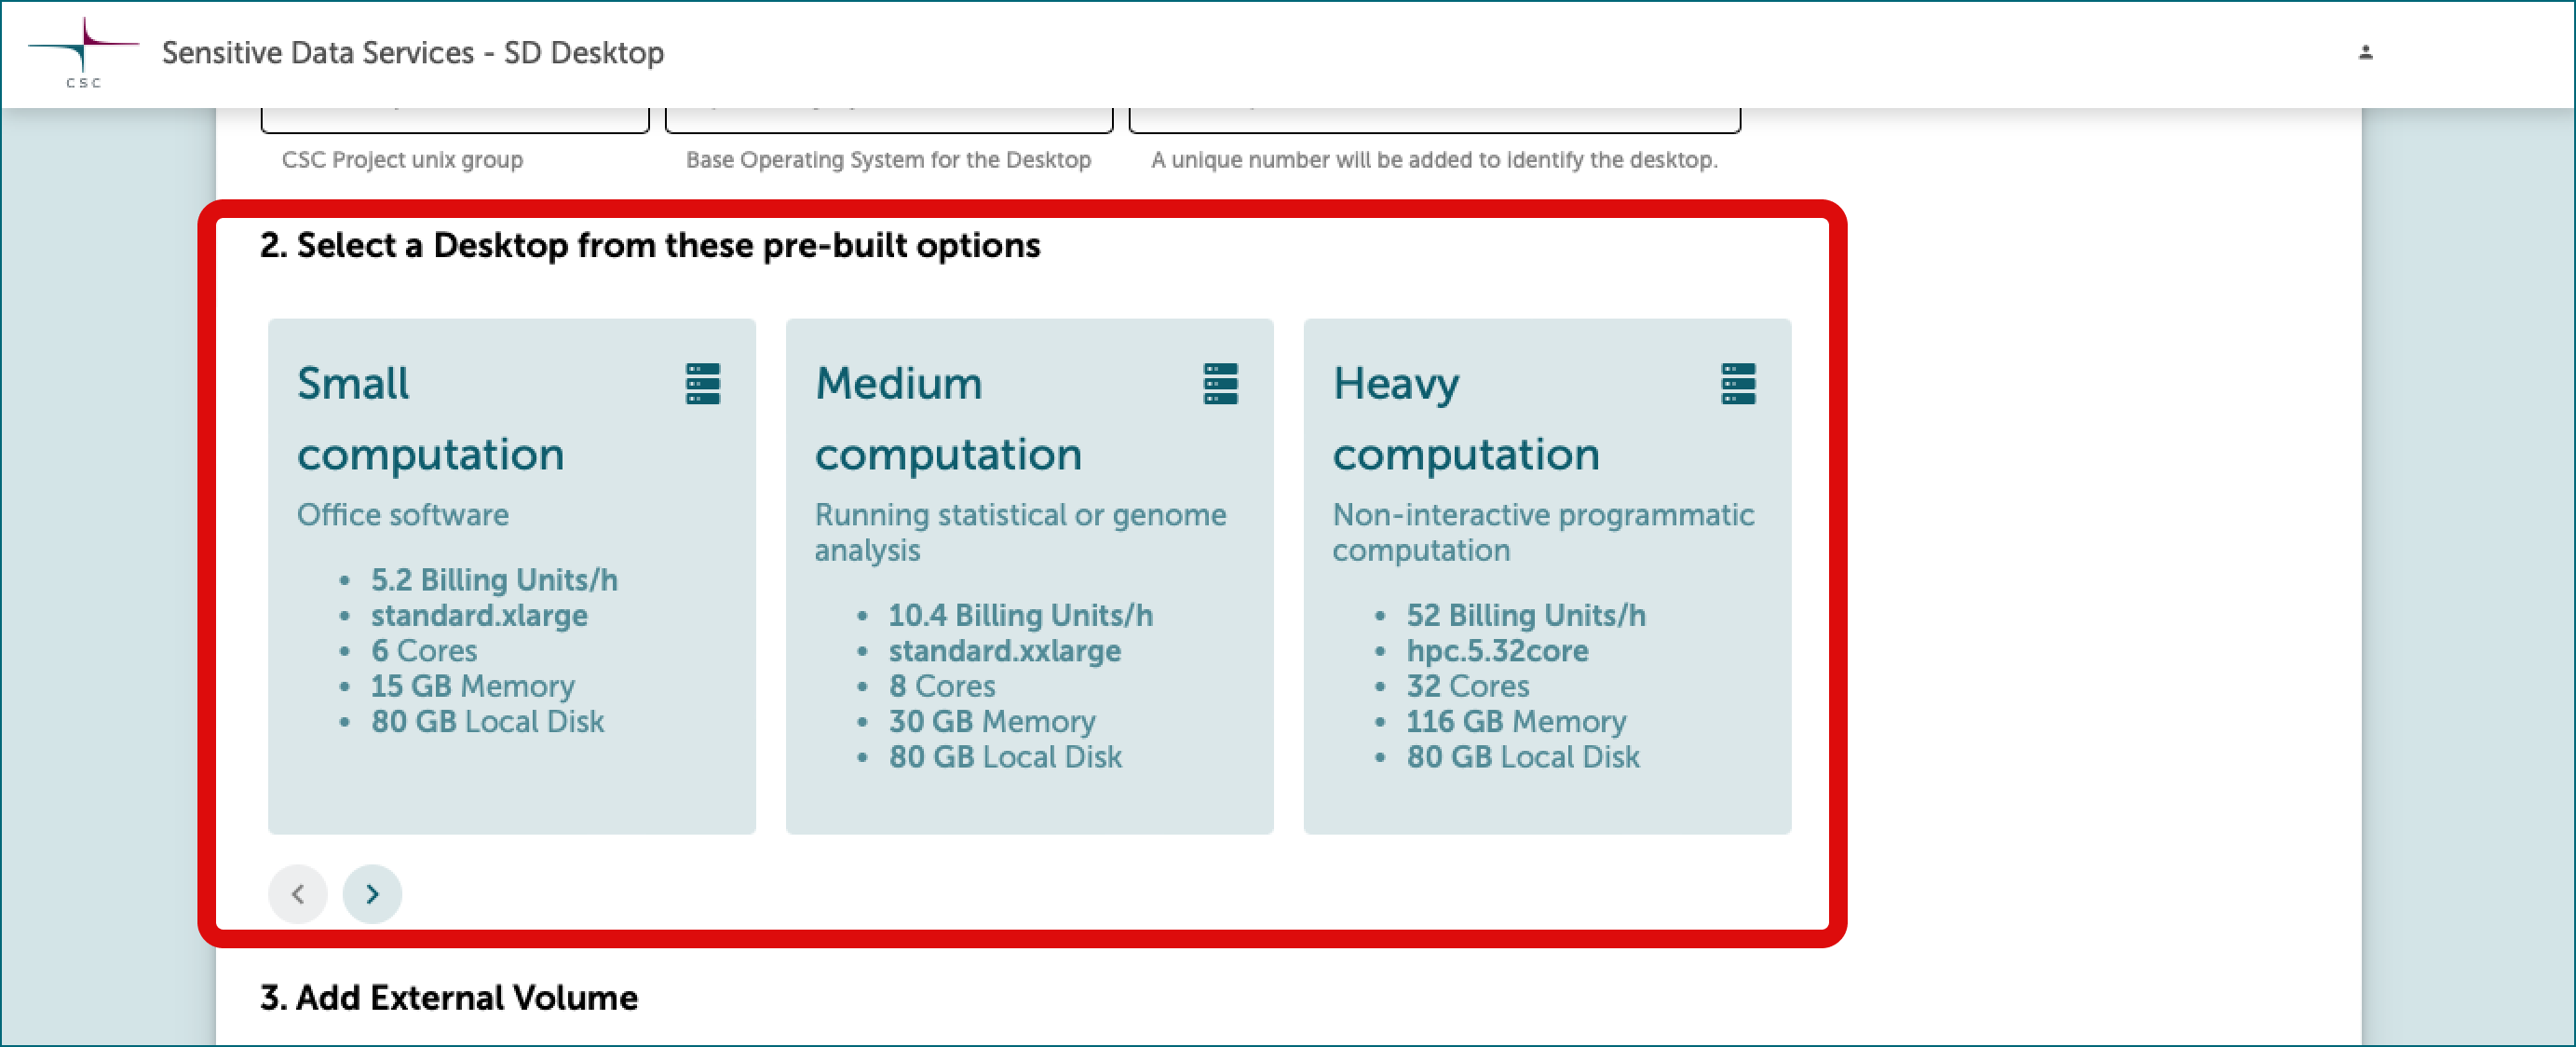 CSC
Sensitive Data Services - SD Desktop
CSC Project unix group
Base Operating System for the Desktop
A unique number will be added to identify the desktop.
2. Select a Desktop from these pre-built options
Small
computation
Office software
• 5.2 Billing Units/h
• standard.xlarge
• 6 Cores
• 15 GB Memory
• 80 GB Local Disk
Medium
computation
Running statistical or genome
analysis
• 10.4 Billing Units/h
• standard.xxlarge
• 8 Cores
• 30 GB Memory
• 80 GB Local Disk
Heavy
computation
Non-interactive programmatic
computation
• 52 Billing Units/h
• hpc.5.32core
• 32 Cores
• 116 GB Memory
• 80 GB Local Disk
3. Add External Volume